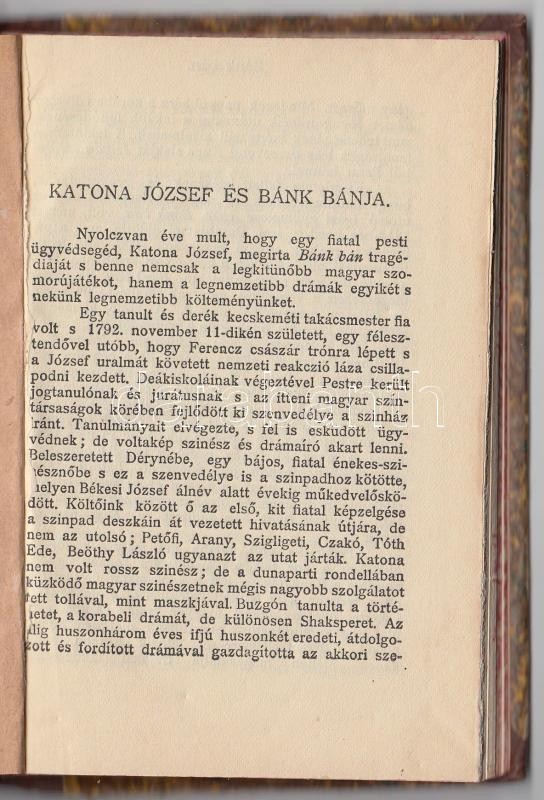 KATONA JÓZSEF ÉS BÁNK BÁNJA.
Nyolczvan éve mult, hogy egy fiatal pesti
ügyvédsegéd, Katona József, megirta Bánk bán tragé-
diaját s benne nemcsak a legkitünőbb magyar szo-
morújátékot, hanem a legnemzetibb drámák egyikét s
nekünk legnemzetibb költeményünket.
Egy tanult és derék kecskeméti takácsmester fia
volt s 1792. november 11-dikén született, egy félesz-
tendővel utóbb, hogy Ferencz császár trónra lépett s
a József uralmát követett nemzeti reakczió láza csilla-
podni kezdett. Deákiskoláinak végeztével Pestre került
jogtanulónak és juratusnak s az itteni magyar szin-
társaságok körében fejlődött ki szenvedélye a szinház
iránt. Tanulmányait elvégezte, s fel is esküdött ügy-
védnek; de voltakép szinész és drámaíró akart lenni.
Beleszeretett Dérynébe, egy bájos, fiatal énekes-szi-
nésznőbe s ez a szenvedélye is a szinpadhoz kötötte,
helyen Békesi József álnév alatt évekig műkedvelőskö-
dött. Költőink között ő az első, kit fiatal képzelgése
a szinpad deszkáin át vezetett hivatásának útjára, de
nem az utolsó; Petőfi, Arany, Szigligeti, Czakó, Tóth
Ede, Beöthy László ugyanazt az utat járták. Katona
nem volt rossz szinész; de a dunaparti rondellában
küzködő magyar szinészetnek mégis nagyobb szolgálatot
tett tollával, mint maszkjával. Buzgón tanulta a törté-
netet, a korabeli drámát, de különösen Shaksperet. Az
alig huszonhárom éves ifjú huszonkét eredeti, átdolgo-
zott és fordított drámával gazdagította az akkori sze-